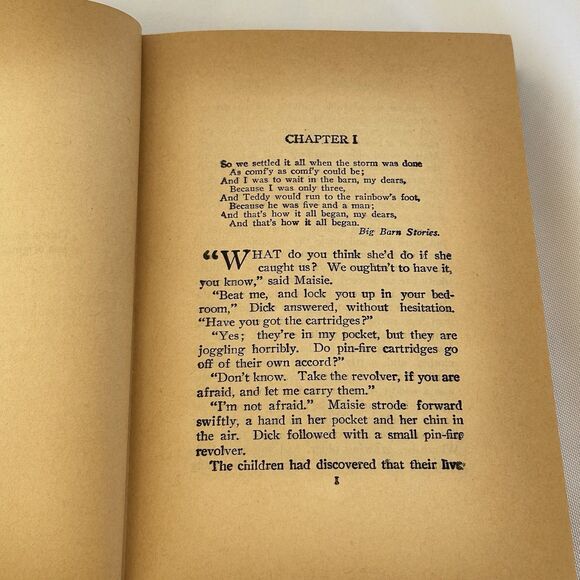 CHAPTER I
So we settled it all when the storm was done
As comf'y as comf'y could be;
And I was to wait in the barn, my dears,
Because I was only three,
And Teddy would run to the rainbow's foot,
Because he was five and a man;
And that's how it all began, my dears,
And that's how it all began.
Big Barn Stories.
“WHAT do you think she'd do if she
caught us? We oughtn't to have it,
you know,” said Maisie.
“Beat me, and lock you up in your bed-
room,” Dick answered, without hesitation.
“Have you got the cartridges?”
“Yes; they're in my pocket, but they are
joggling horribly. Do pin-fire cartridges go
off of their own accord?”
“Don't know. Take the revolver, if you are
afraid, and let me carry them.”
“I'm not afraid.” Maisie strode forward
swiftly, a hand in her pocket and her chin in
the air. Dick followed with a small pin-fire
revolver.
The children had discovered that their live
I